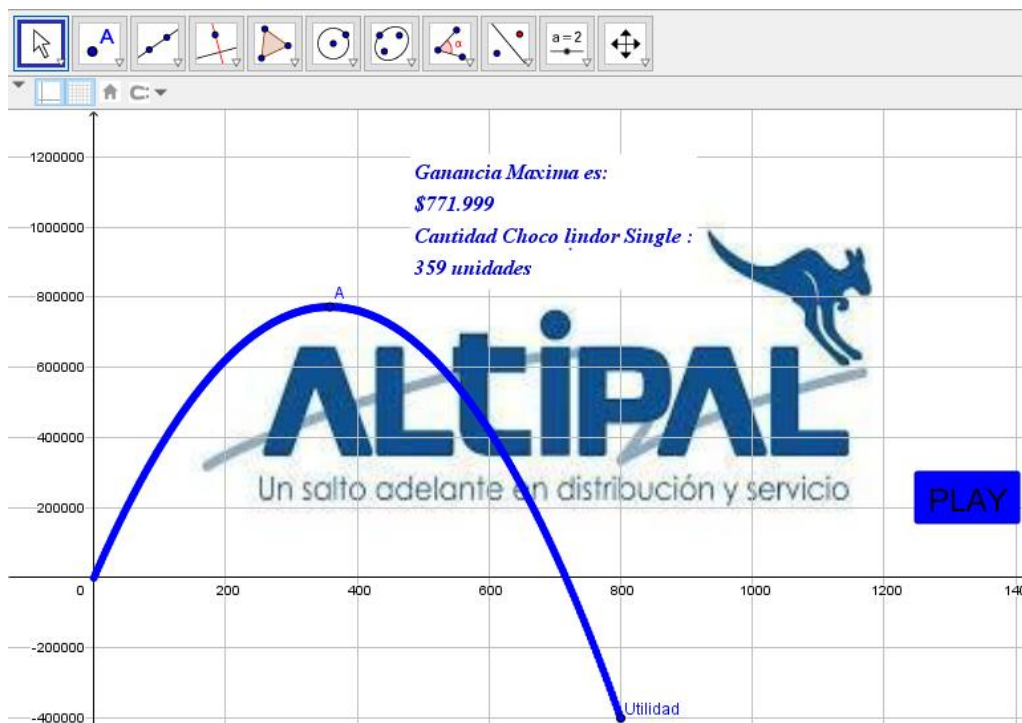 A
α
a=2
1200000
1000000
800000
600000
400000
200000
0
-200000
-400000
200
400
600
800
1000
1200
140
Ganancia Maxima es:
$771.999
Cantidad Choco lindor Single :
359 unidades
A
ALTIPAL
Un salto adelante en distribución y servicio
PLAY
Utilidad